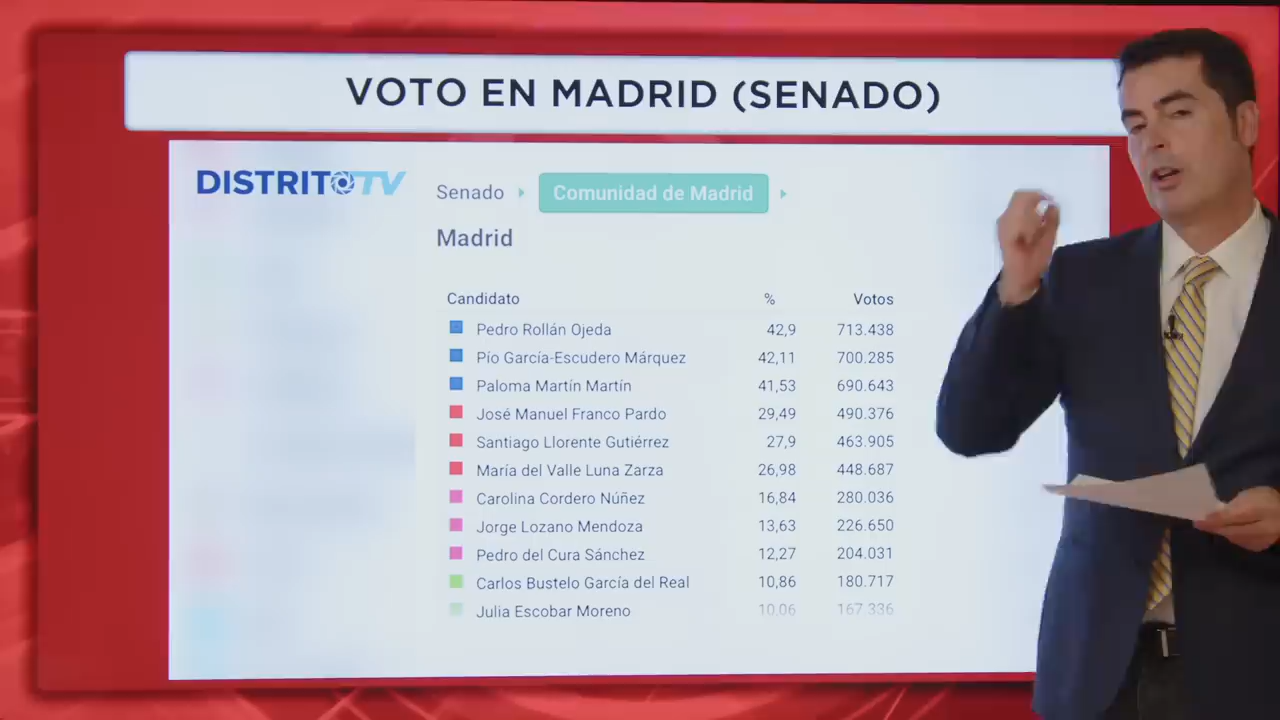 VOTO EN MADRID (SENADO)
DISTRITO TV
Senado Comunidad de Madrid
Madrid
Candidato % Votos
Pedro Rollán Ojeda 42,9 713.438
Pío García-Escudero Márquez 42,11 700.285
Paloma Martín Martín 41,53 690.643
José Manuel Franco Pardo 29,49 490.376
Santiago Llorente Gutiérrez 27,9 463.905
María del Valle Luna Zarza 26,98 448.687
Carolina Cordero Núñez 16,84 280.036
Jorge Lozano Mendoza 13,63 226.650
Pedro del Cura Sánchez 12,27 204.031
Carlos Bustelo García del Real 10,86 180.717
Julia Escobar Moreno 10,06 167.336